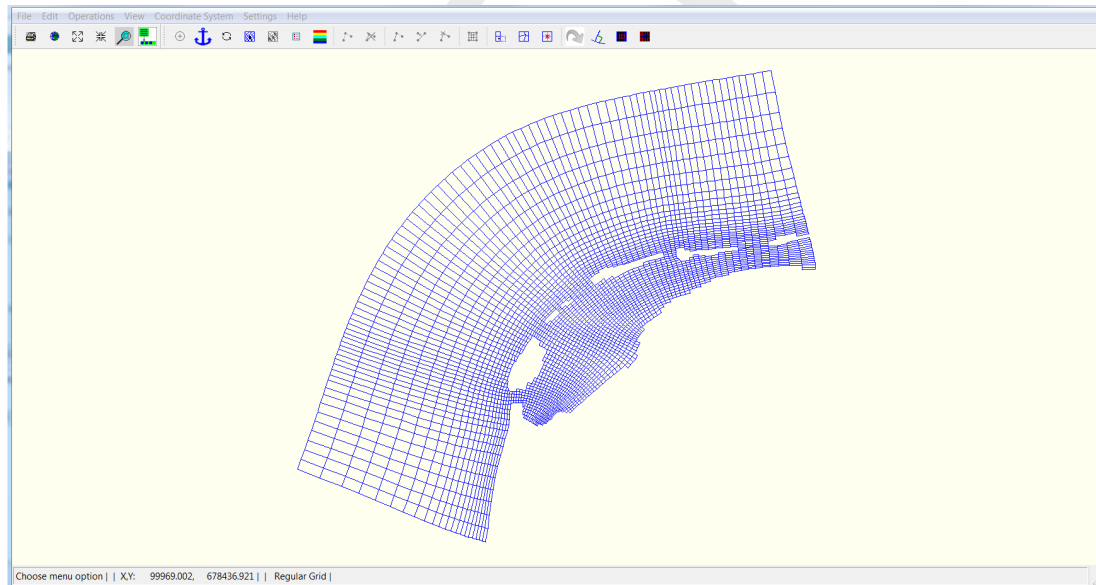 File Edit Operations View Coordinate System Settings Help
Choose menu option | | X,Y: 99969.002, 678436.921 | | Regular Grid |